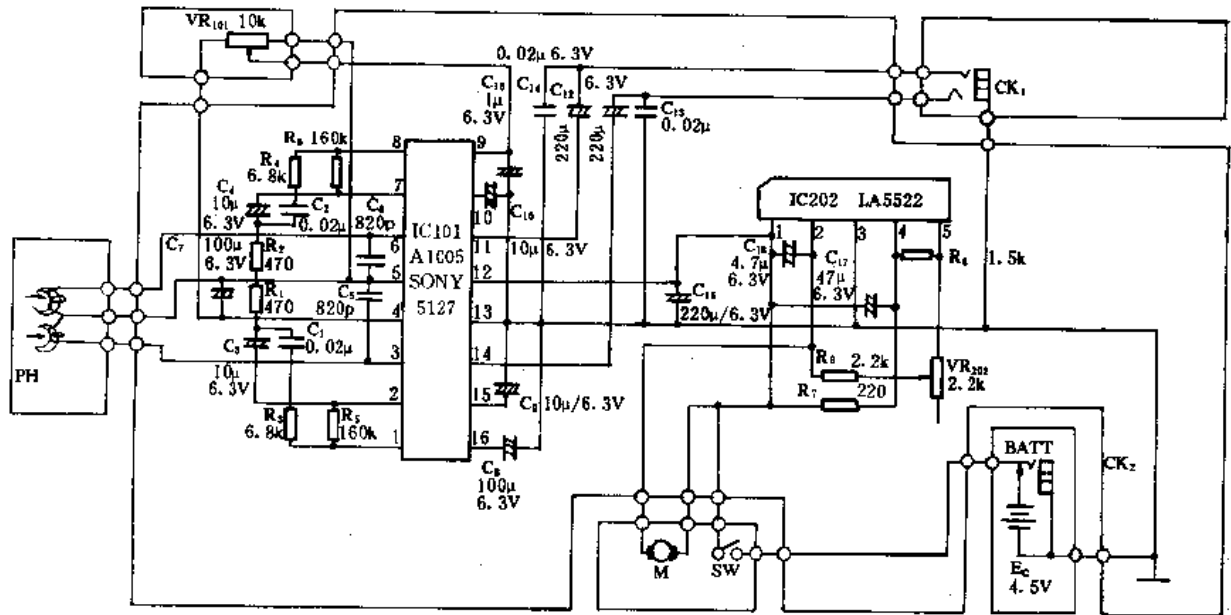 VR101 10k
0.02μ 6.3V
C15
1μ
6.3V
C14
C12
6.3V
220μ
220μ
C13
0.02μ
CK1
R6 160k
R4
6.8k
C4
10μ
6.3V
C2
0.02μ
C6
820p
C7
100μ
6.3V
R2
470
R1
470
C5
820p
C3
10μ
6.3V
C1
0.02μ
R3
6.8k
R5
160k
PH
IC101
A1005
SONY
5127
8
7
6
5
4
3
2
1
9
10
11
12
13
14
15
16
C10
10μ 6.3V
C9 10μ/6.3V
C8
100μ
6.3V
IC202 LA5522
1
2
3
4
5
C18
4.7μ
6.3V
C17
47μ
6.3V
R6
1.5k
C16
220μ/6.3V
R8
2.2k
R7
220
VR202
2.2k
BATT
CK2
EC
4.5V
M
SW